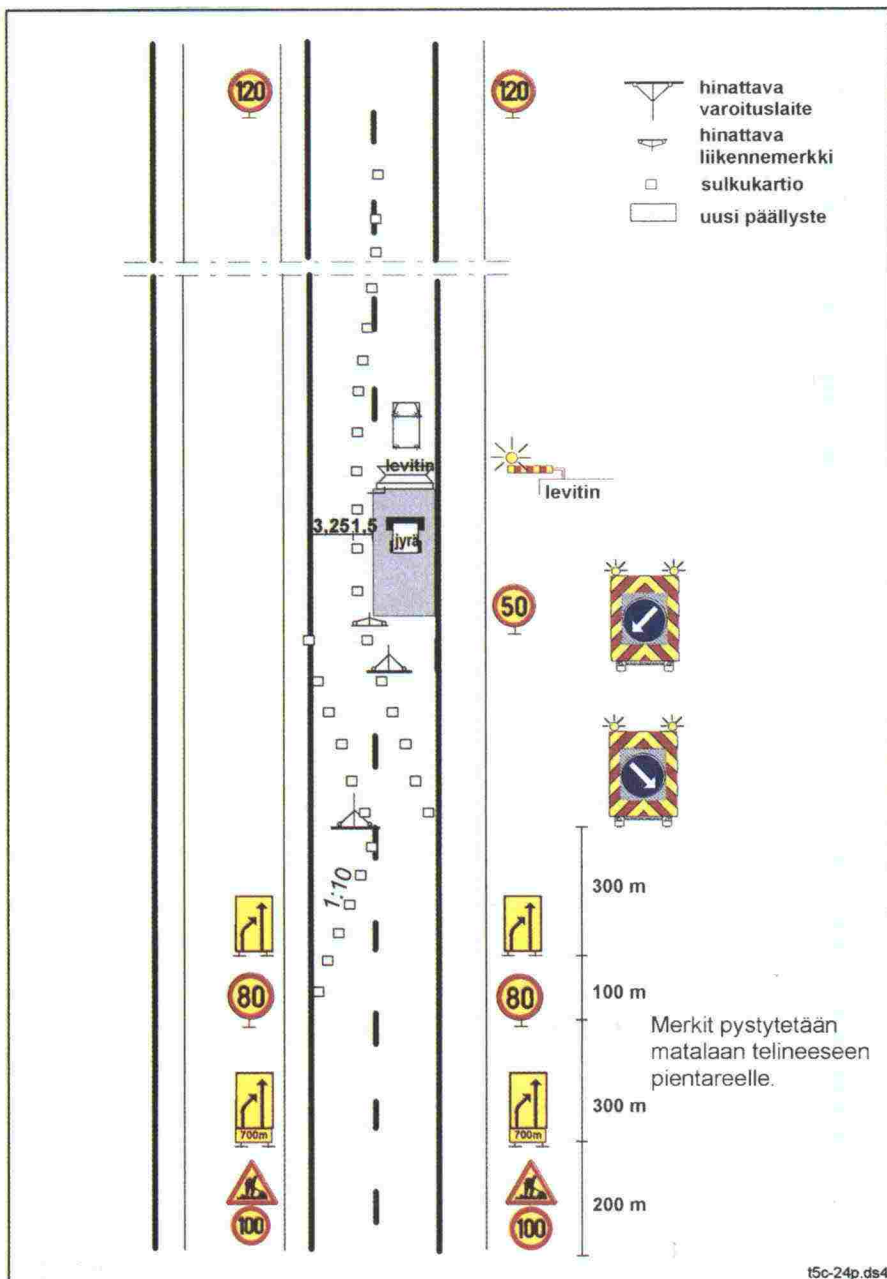 120
120
hinattava
varoituslaite
hinattava
liikennemerkki
sulkukartio
uusi päällyste
levitin
levitin
3,251,5
jyrä
50
300 m
1:10
80
80
100 m
Merkit pystytetään
matalaan telineeseen
pientareelle.
300 m
700m
700m
100
100
200 m
t5c-24p.ds4